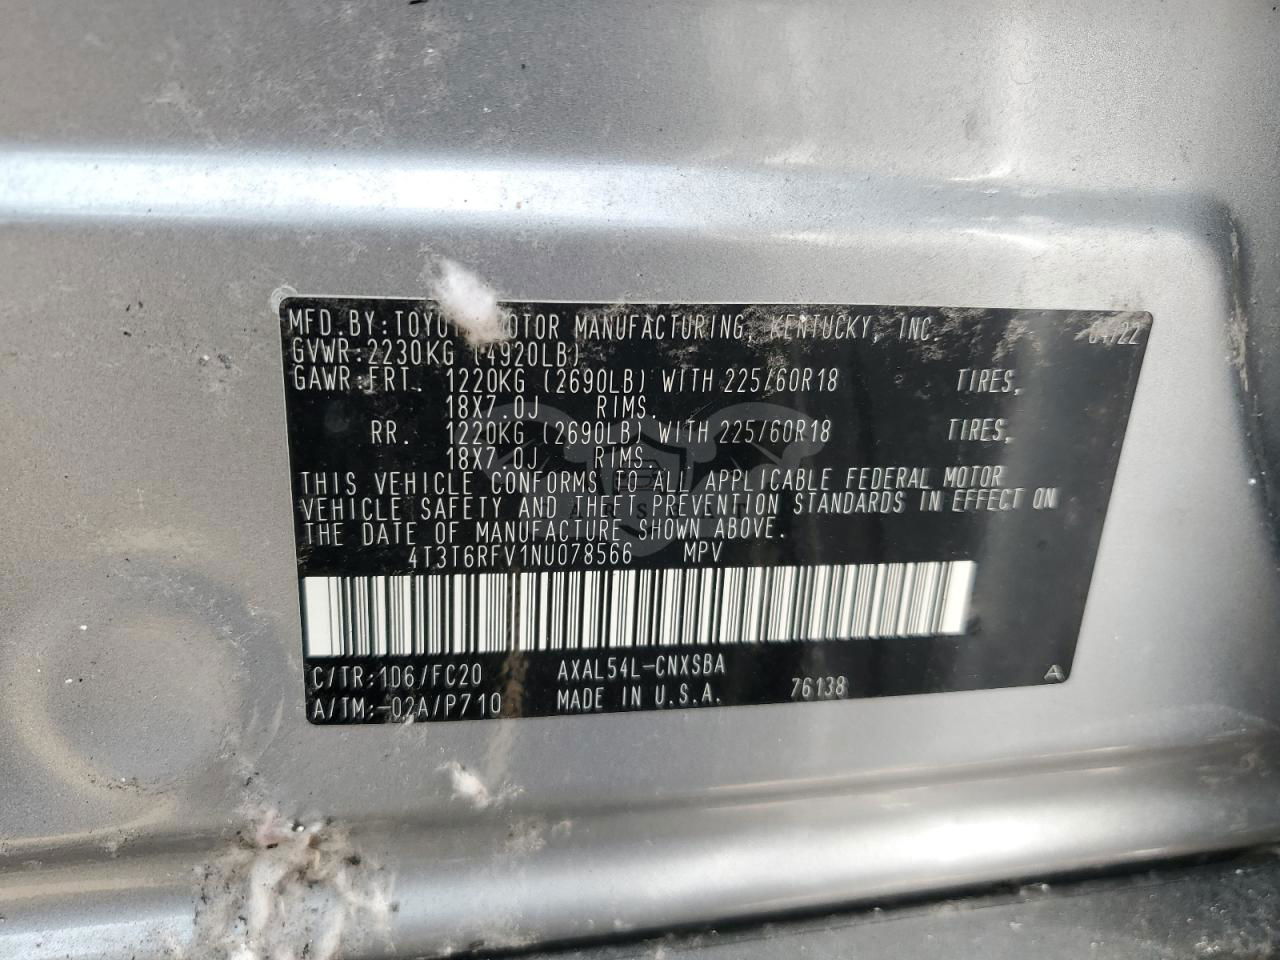 MFD.BY:TOYOTA MOTOR MANUFACTURING, KENTUCKY, INC. 04/22
GVWR:2230KG (4920LB)
GAWR:FRT. 1220KG (2690LB) WITH 225/60R18 TIRES,
18X7.0J RIMS.
RR. 1220KG (2690LB) WITH 225/60R18 TIRES,
18X7.0J RIMS.
THIS VEHICLE CONFORMS TO ALL APPLICABLE FEDERAL MOTOR
VEHICLE SAFETY AND THEFT PREVENTION STANDARDS IN EFFECT ON
THE DATE OF MANUFACTURE SHOWN ABOVE.
4T3T6RFV1NU078566 MPV
C/TR:1D6/FC20 AXAL54L-CNXSBA
A/TM:-02A/P710 MADE IN U.S.A. 76138 A